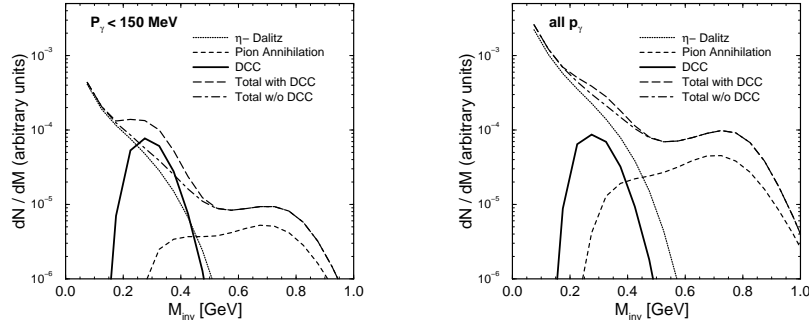 P_γ < 150 MeV
η− Dalitz
Pion Annihilation
DCC
Total with DCC
Total w/o DCC
10^−3
10^−4
10^−5
10^−6
dN / dM (arbitrary units)
0.0 0.2 0.4 0.6 0.8 1.0
M_inv [GeV]
all p_γ
η− Dalitz
Pion Annihilation
DCC
Total with DCC
Total w/o DCC
10^−3
10^−4
10^−5
10^−6
dN / dM (arbitrary units)
0.0 0.2 0.4 0.6 0.8 1.0
M_inv [GeV]